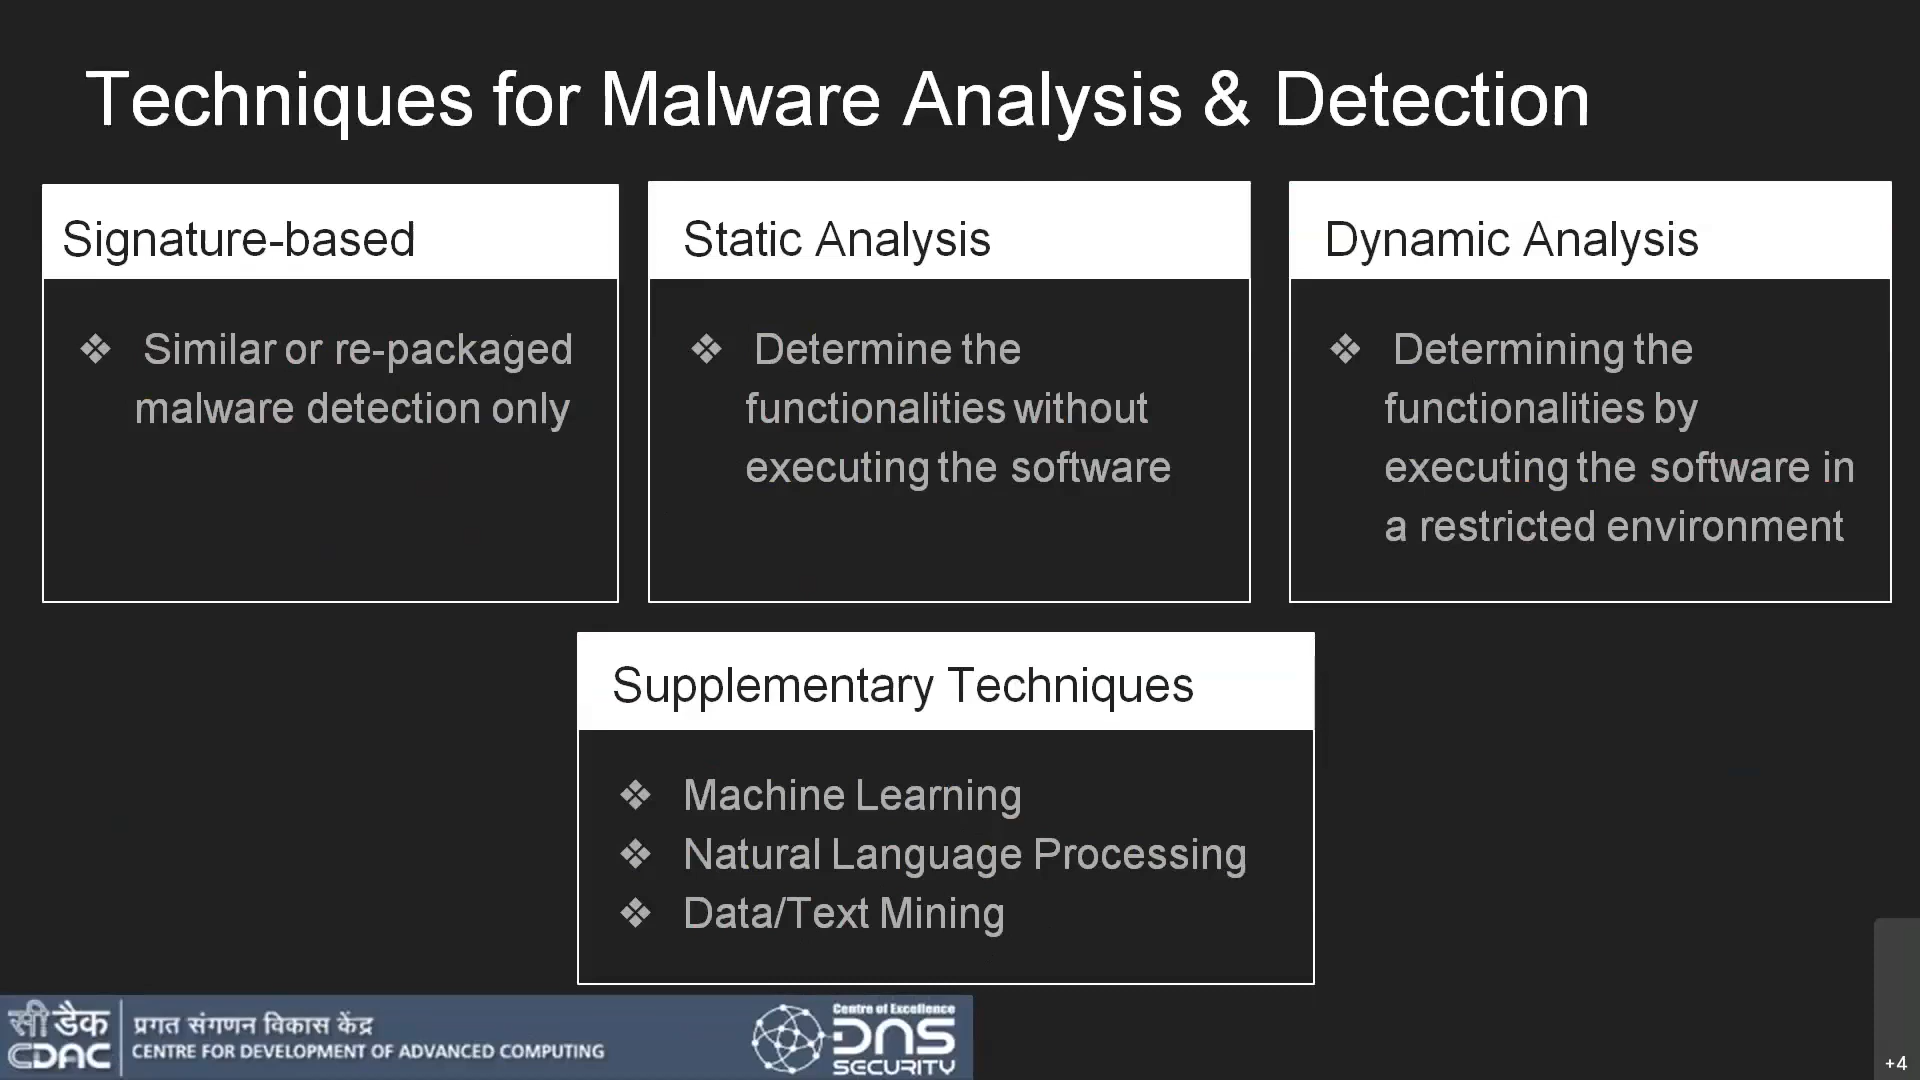 Techniques for Malware Analysis & Detection
Signature-based
❖ Similar or re-packaged
malware detection only
Static Analysis
❖ Determine the
functionalities without
executing the software
Dynamic Analysis
❖ Determining the
functionalities by
executing the software in
a restricted environment
Supplementary Techniques
❖ Machine Learning
❖ Natural Language Processing
❖ Data/Text Mining
सी डैक
CDAC
प्रगत संगणन विकास केंद्र
CENTRE FOR DEVELOPMENT OF ADVANCED COMPUTING
Centre of Excellence
DNS
SECURITY
+4